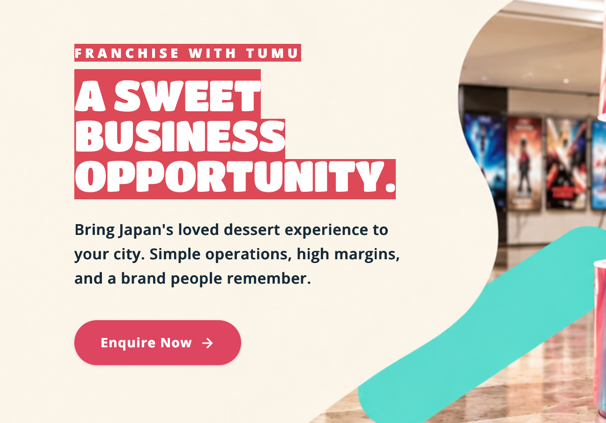 FRANCHISE WITH TUMU
A SWEET
BUSINESS
OPPORTUNITY.
Bring Japan's loved dessert experience to
your city. Simple operations, high margins,
and a brand people remember.
Enquire Now →